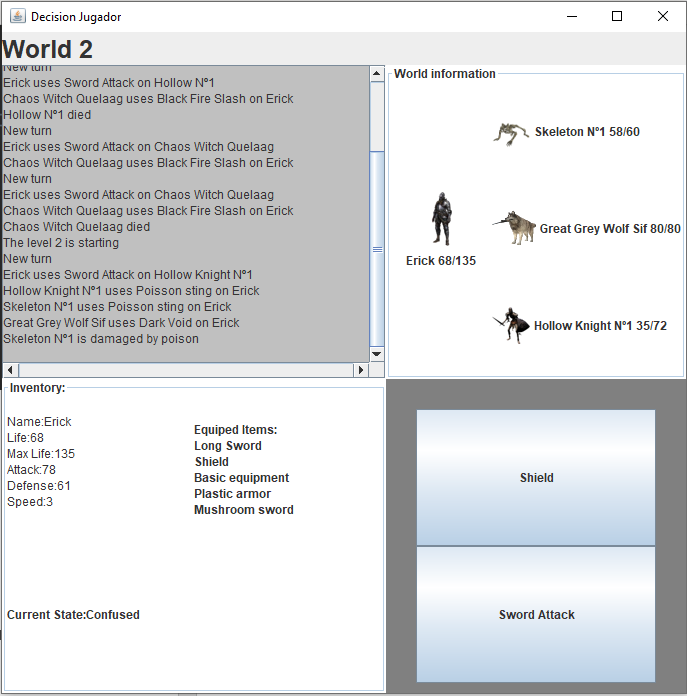 Decision Jugador
World 2
New turn
Erick uses Sword Attack on Hollow Nº1
Chaos Witch Quelaag uses Black Fire Slash on Erick
Hollow Nº1 died
New turn
Erick uses Sword Attack on Chaos Witch Quelaag
Chaos Witch Quelaag uses Black Fire Slash on Erick
New turn
Erick uses Sword Attack on Chaos Witch Quelaag
Chaos Witch Quelaag uses Black Fire Slash on Erick
Chaos Witch Quelaag died
The level 2 is starting
New turn
Erick uses Sword Attack on Hollow Knight Nº1
Hollow Knight Nº1 uses Poisson sting on Erick
Skeleton Nº1 uses Poisson sting on Erick
Great Grey Wolf Sif uses Dark Void on Erick
Skeleton Nº1 is damaged by poison
World information
Skeleton Nº1 58/60
Great Grey Wolf Sif 80/80
Erick 68/135
Hollow Knight Nº1 35/72
Inventory:
Name:Erick
Life:68
Max Life:135
Attack:78
Defense:61
Speed:3
Equiped Items:
Long Sword
Shield
Basic equipment
Plastic armor
Mushroom sword
Current State:Confused
Shield
Sword Attack